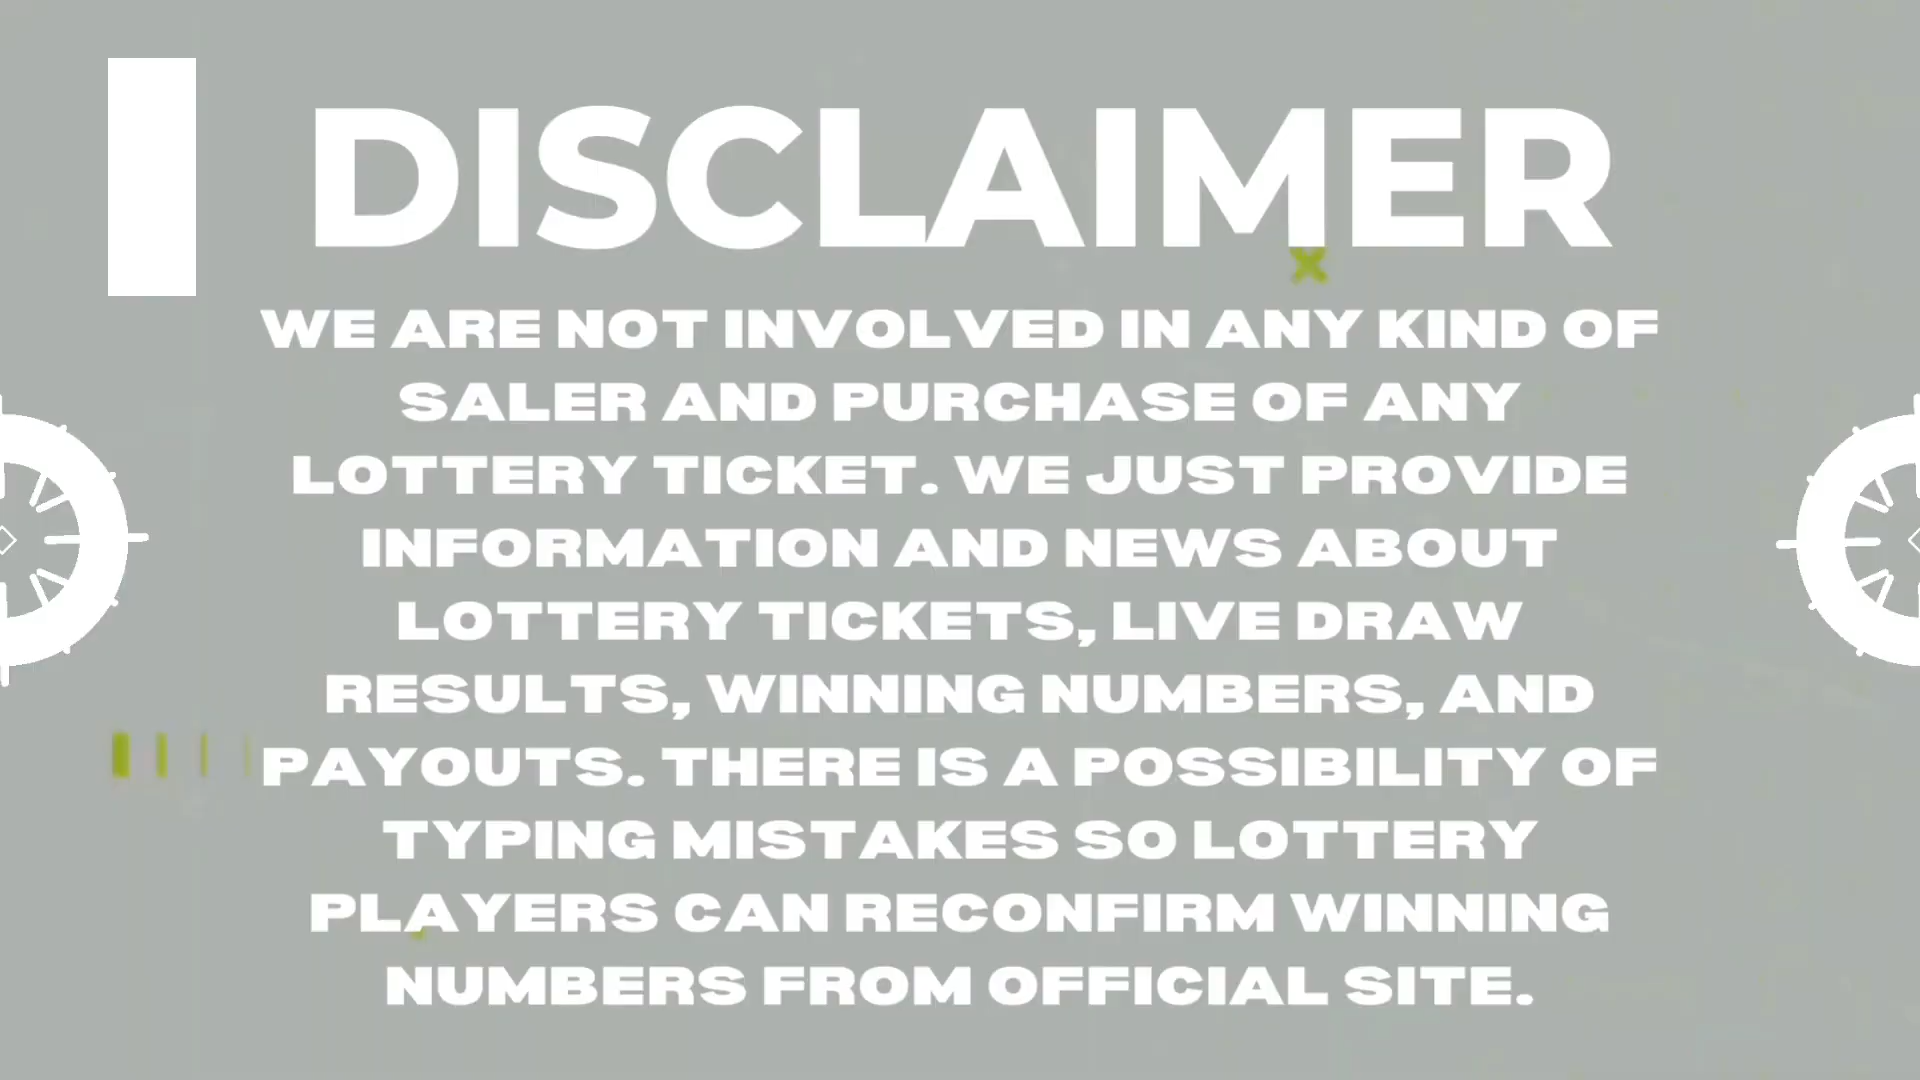 DISCLAIMER
WE ARE NOT INVOLVED IN ANY KIND OF
SALER AND PURCHASE OF ANY
LOTTERY TICKET. WE JUST PROVIDE
INFORMATION AND NEWS ABOUT
LOTTERY TICKETS, LIVE DRAW
RESULTS, WINNING NUMBERS, AND
PAYOUTS. THERE IS A POSSIBILITY OF
TYPING MISTAKES SO LOTTERY
PLAYERS CAN RECONFIRM WINNING
NUMBERS FROM OFFICIAL SITE.